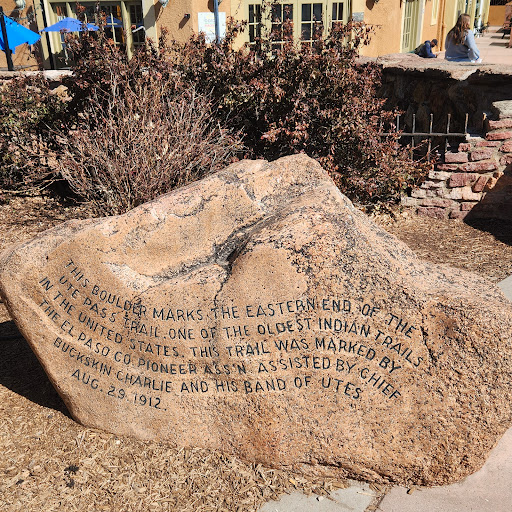 THIS BOULDER MARKS THE EASTERN END OF THE
UTE PASS TRAIL ONE OF THE OLDEST INDIAN TRAILS
IN THE UNITED STATES. THIS TRAIL WAS MARKED BY
THE EL PASO CO. PIONEER ASS'N. ASSISTED BY CHIEF
BUCKSKIN CHARLIE AND HIS BAND OF UTES.
AUG. 29. 1912.